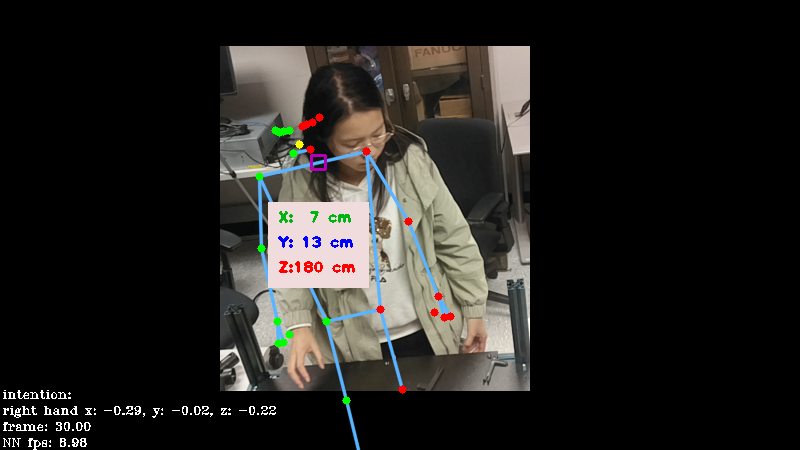 FANUC
X: 7 cm
Y: 13 cm
Z:180 cm
intention:
right hand x: -0.29, y: -0.02, z: -0.22
frame: 30.00
NN fps: 8.98